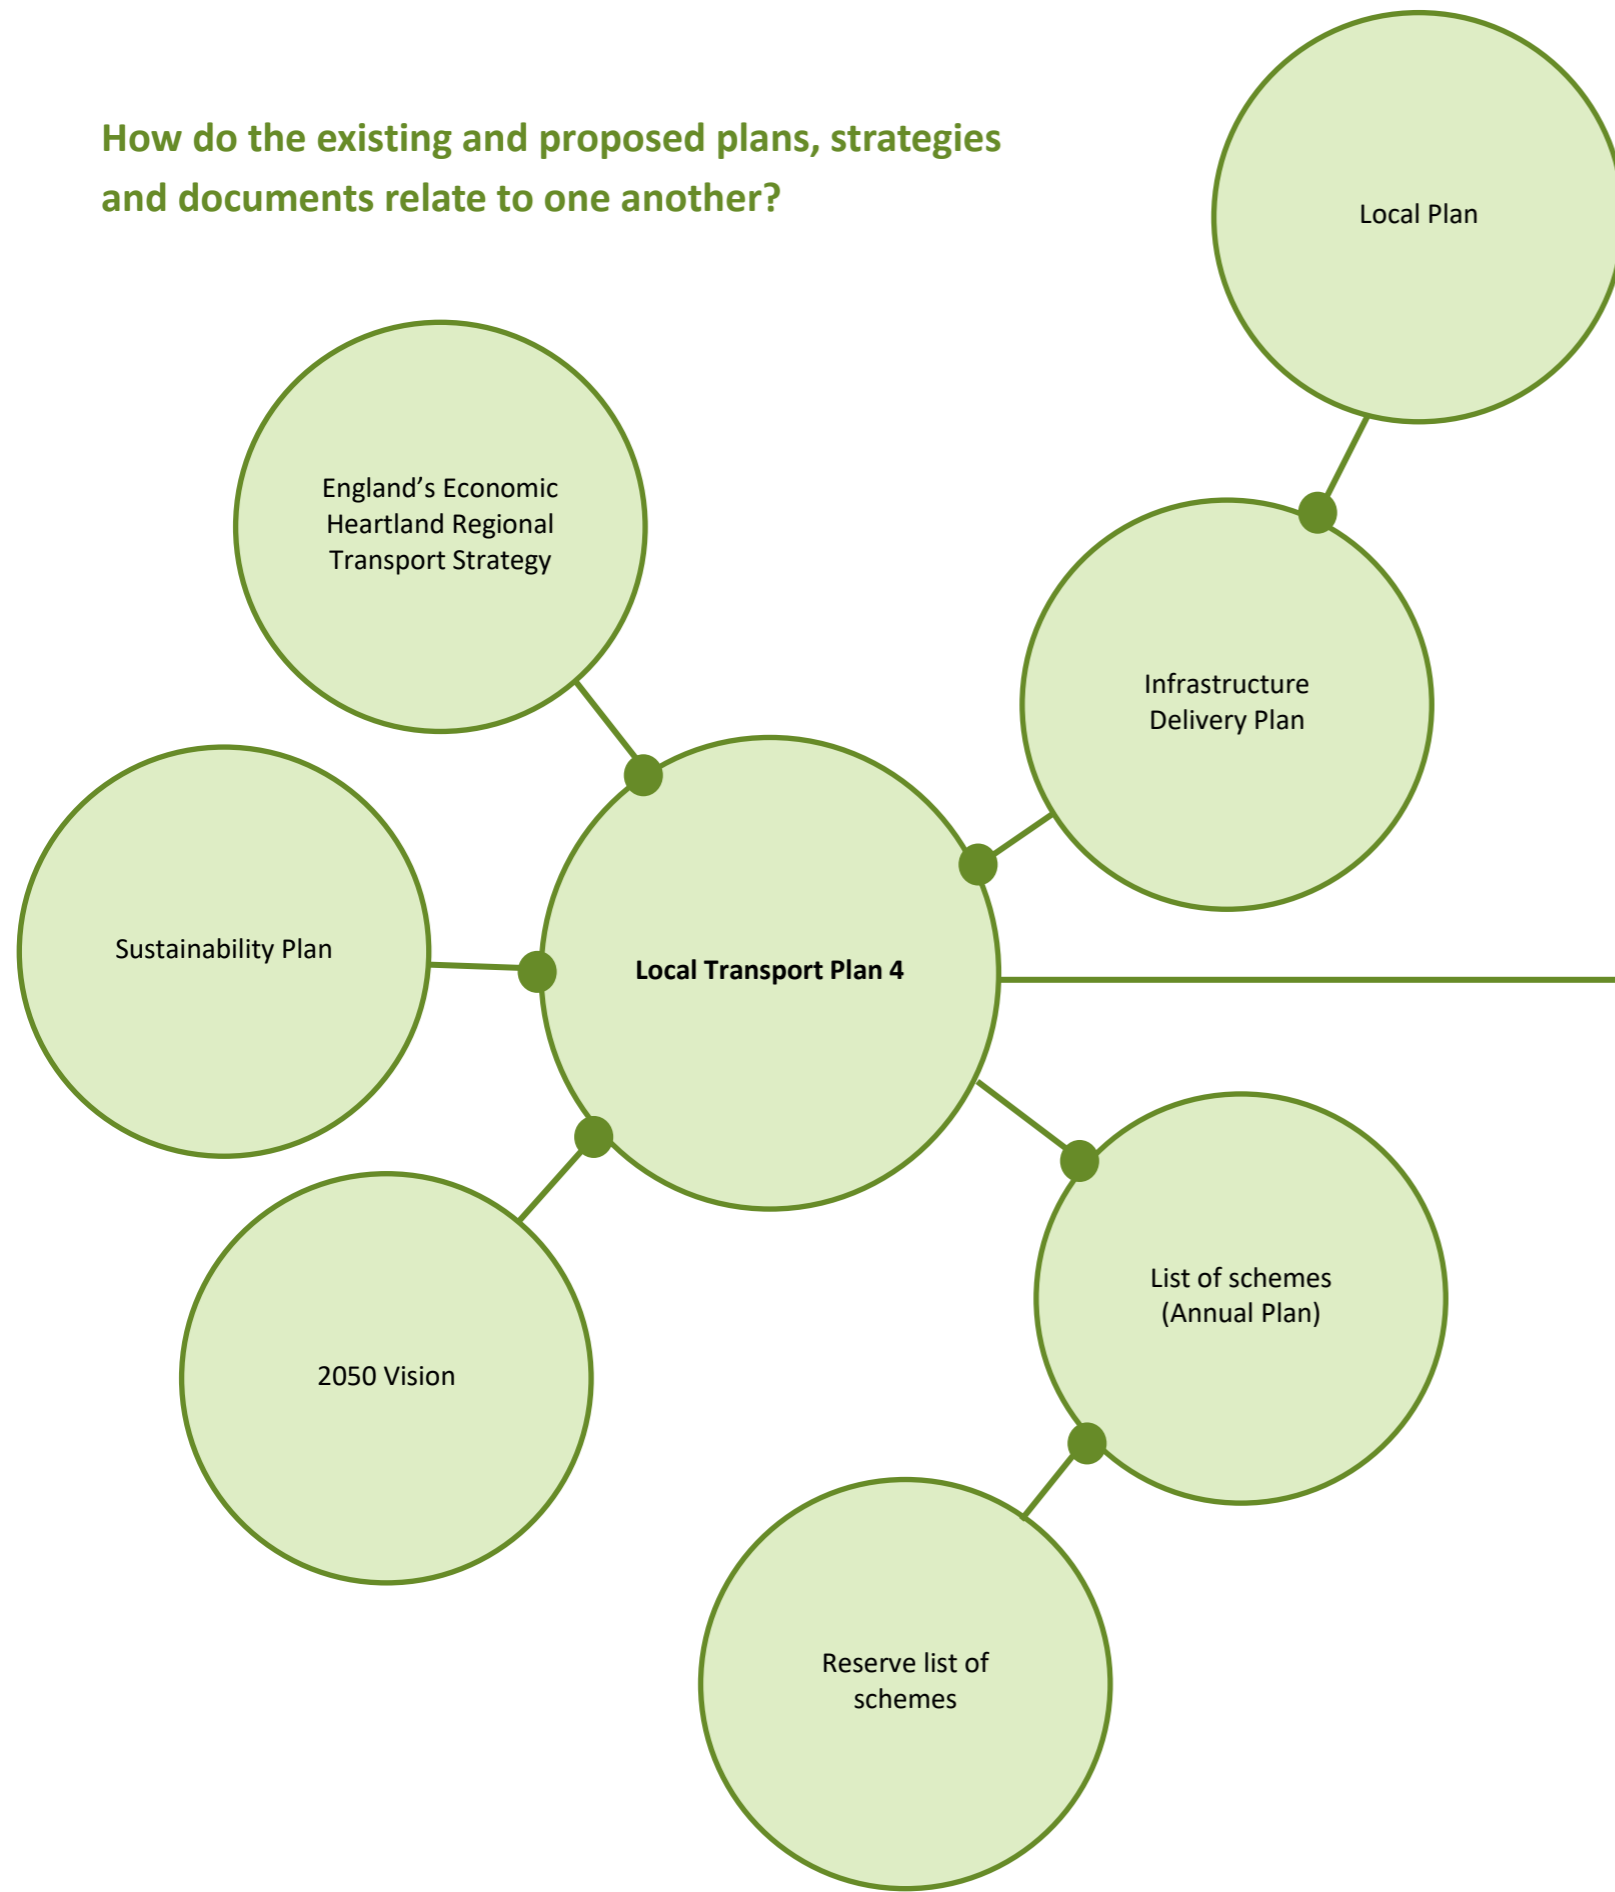 How do the existing and proposed plans, strategies
and documents relate to one another?
Local Plan
England’s Economic
Heartland Regional
Transport Strategy
Infrastructure
Delivery Plan
Sustainability Plan
Local Transport Plan 4
List of schemes
(Annual Plan)
2050 Vision
Reserve list of
schemes